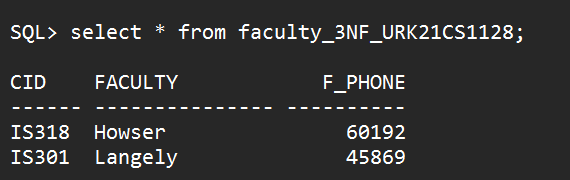 SQL> select * from faculty_3NF_URK21CS1128;
CID    FACULTY            F_PHONE
------ --------------- ----------
IS318  Howser               60192
IS301  Langely              45869